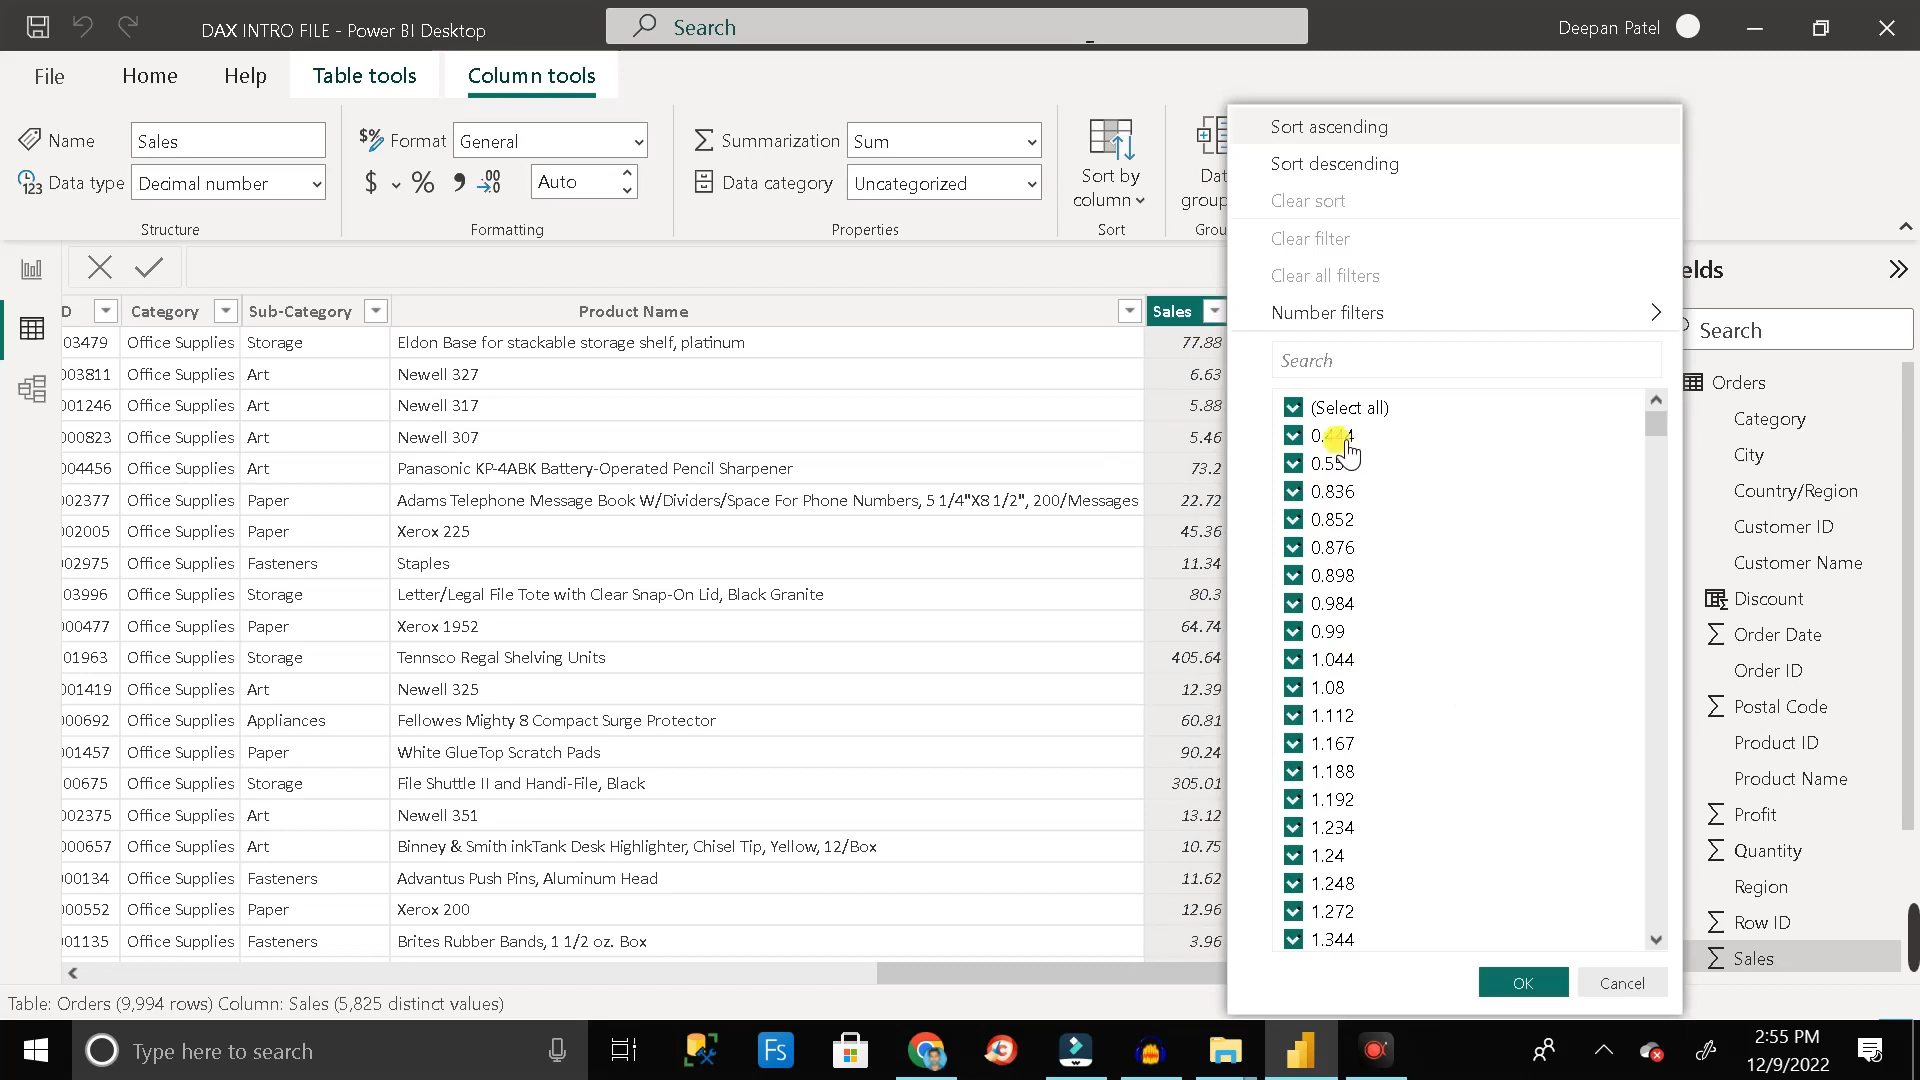 DAX INTRO FILE - Power BI Desktop
Search
Deepan Patel
File
Home
Help
Table tools
Column tools
Name
Sales
Data type
Decimal number
Structure
Format
General
$
%
Auto
Formatting
Summarization
Sum
Data category
Uncategorized
Properties
Sort by
column
Sort
Sort ascending
Sort descending
Clear sort
Clear filter
Clear all filters
Number filters
Search
(Select all)
0.836
0.852
0.876
0.898
0.984
0.99
1.044
1.08
1.112
1.167
1.188
1.192
1.234
1.24
1.248
1.272
1.344
OK
Cancel
D Category Sub-Category Product Name Sales
03479 Office Supplies Storage Eldon Base for stackable storage shelf, platinum 77.88
003811 Office Supplies Art Newell 327 6.63
001246 Office Supplies Art Newell 317 5.88
000823 Office Supplies Art Newell 307 5.46
004456 Office Supplies Art Panasonic KP-4ABK Battery-Operated Pencil Sharpener 73.2
002377 Office Supplies Paper Adams Telephone Message Book W/Dividers/Space For Phone Numbers, 5 1/4"X8 1/2", 200/Messages 22.72
002005 Office Supplies Paper Xerox 225 45.36
002975 Office Supplies Fasteners Staples 11.34
03996 Office Supplies Storage Letter/Legal File Tote with Clear Snap-On Lid, Black Granite 80.3
000477 Office Supplies Paper Xerox 1952 64.74
01963 Office Supplies Storage Tennsco Regal Shelving Units 405.64
001419 Office Supplies Art Newell 325 12.39
000692 Office Supplies Appliances Fellowes Mighty 8 Compact Surge Protector 60.81
001457 Office Supplies Paper White GlueTop Scratch Pads 90.24
00675 Office Supplies Storage File Shuttle II and Handi-File, Black 305.01
002375 Office Supplies Art Newell 351 13.12
000657 Office Supplies Art Binney & Smith inkTank Desk Highlighter, Chisel Tip, Yellow, 12/Box 10.75
000134 Office Supplies Fasteners Advantus Push Pins, Aluminum Head 11.62
000552 Office Supplies Paper Xerox 200 12.96
001135 Office Supplies Fasteners Brites Rubber Bands, 1 1/2 oz. Box 3.96
Table: Orders (9,994 rows) Column: Sales (5,825 distinct values)
elds
Search
Orders
Category
City
Country/Region
Customer ID
Customer Name
Discount
Order Date
Order ID
Postal Code
Product ID
Product Name
Profit
Quantity
Region
Row ID
Sales
Type here to search
Fs
2:55 PM
12/9/2022